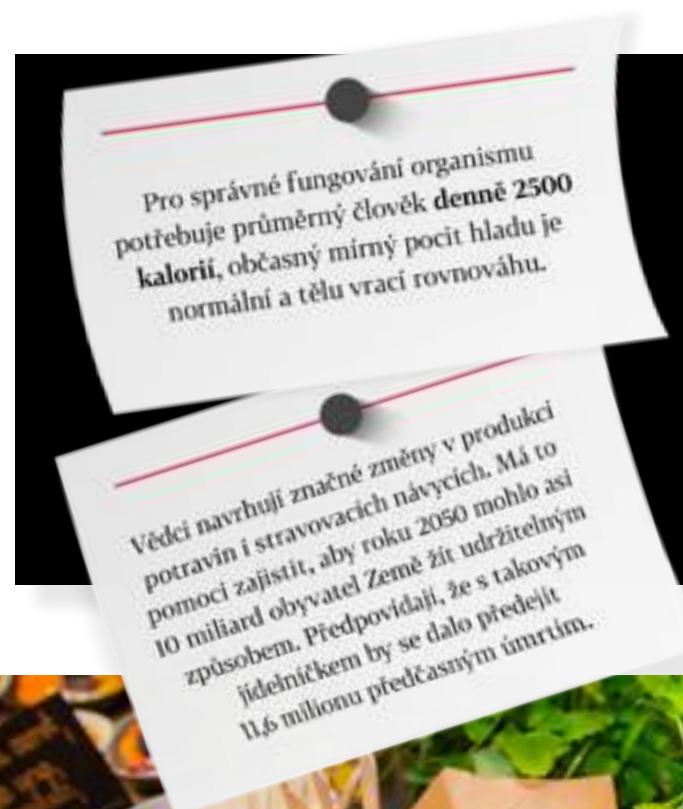 Pro správné fungování organismu
potřebuje průměrný člověk denně 2500
kalorií, občasný mírný pocit hladu je
normální a tělu vrací rovnováhu.
Vědci navrhují značné změny v produkci
potravin i stravovacích návycích. Má to
pomoci zajistit, aby roku 2050 mohlo asi
10 miliard obyvatel Země žít udržitelným
způsobem. Předpovídají, že s takovým
jídelníčkem by se dalo předejít
11,6 milionu předčasným úmrtím.